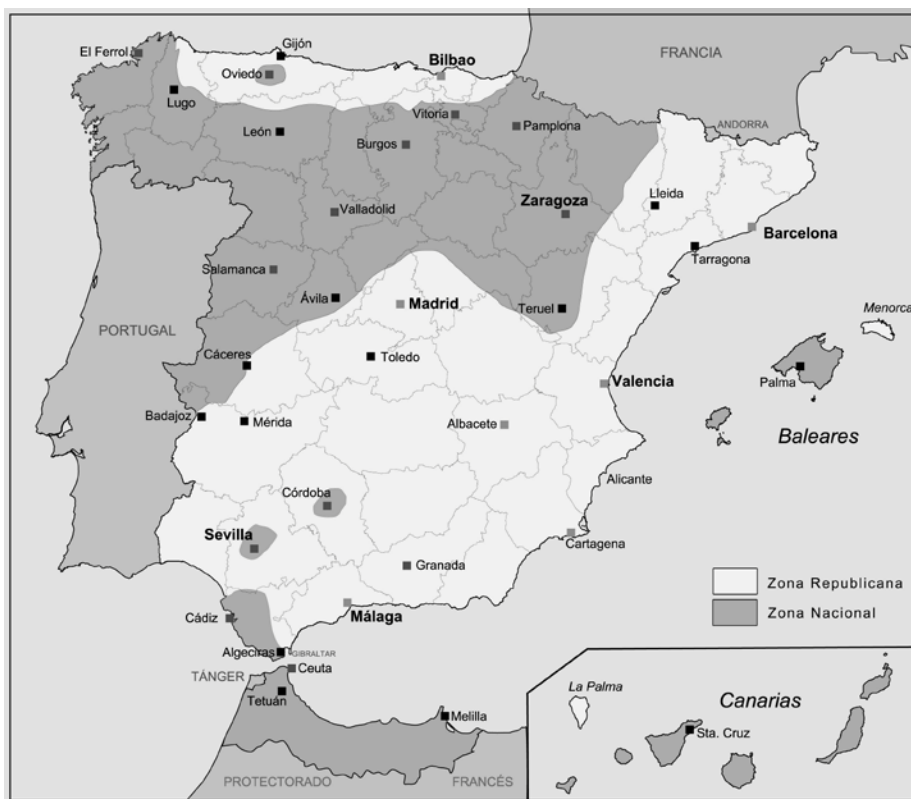 FRANCIA
El Ferrol
Gijón
Oviedo
Bilbao
Lugo
León
Vitoria
Pamplona
ANDORRA
Burgos
Lleida
Zaragoza
Valladolid
Barcelona
Tarragona
Salamanca
Ávila
Madrid
Teruel
Menorca
PORTUGAL
Cáceres
Toledo
Palma
Valencia
Badajoz
Mérida
Albacete
Baleares
Córdoba
Alicante
Sevilla
Cartagena
Granada
Zona Republicana
Zona Nacional
Cádiz
Málaga
Algeciras
GIBRALTAR
TÁNGER
Ceuta
Tetuán
Melilla
La Palma
Canarias
Sta. Cruz
PROTECTORADO
FRANCÉS